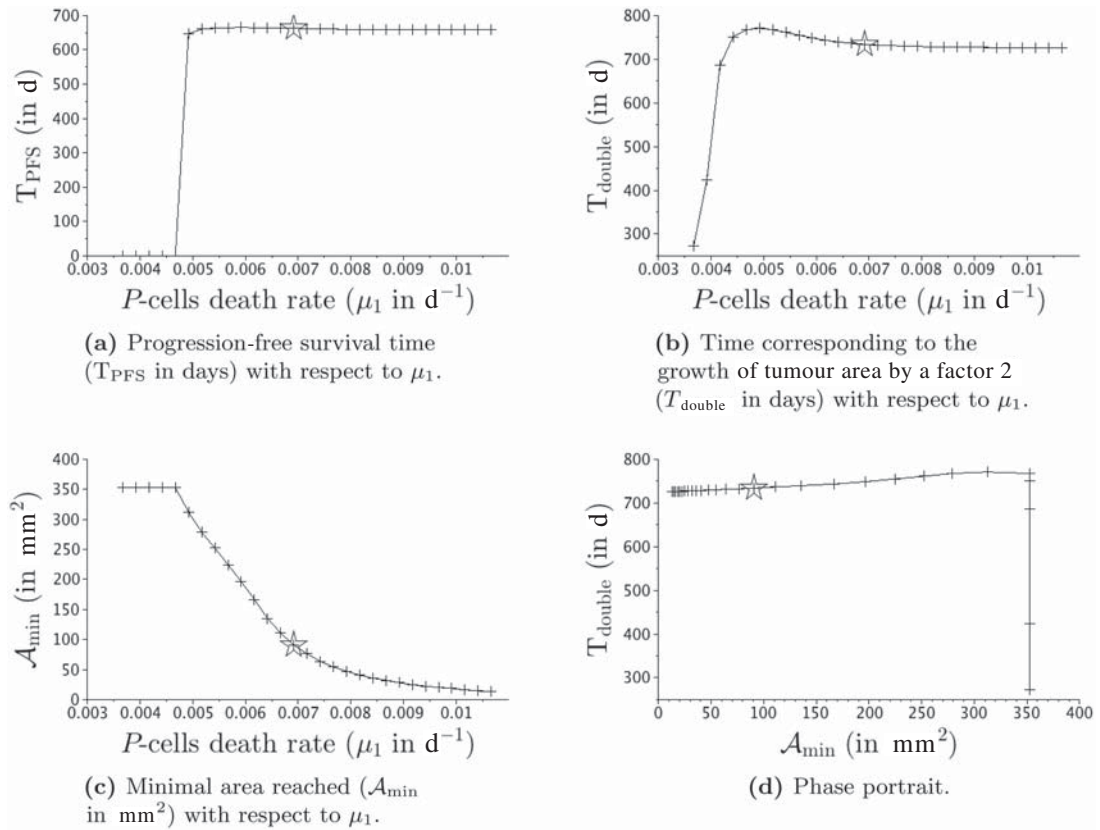 700
600
500
400
300
200
100
0
0.003 0.004 0.005 0.006 0.007 0.008 0.009 0.01
T_PFS (in d)
P-cells death rate (μ₁ in d⁻¹)
(a) Progression-free survival time
(T_PFS in days) with respect to μ₁.
800
700
600
500
400
300
0.003 0.004 0.005 0.006 0.007 0.008 0.009 0.01
T_double (in d)
P-cells death rate (μ₁ in d⁻¹)
(b) Time corresponding to the
growth of tumour area by a factor 2
(T_double in days) with respect to μ₁.
400
350
300
250
200
150
100
50
0
0.003 0.004 0.005 0.006 0.007 0.008 0.009 0.01
𝒜_min (in mm²)
P-cells death rate (μ₁ in d⁻¹)
(c) Minimal area reached (𝒜_min
in mm²) with respect to μ₁.
800
700
800
500
400
300
0 50 100 150 200 250 300 350 400
T_double (in d)
𝒜_min (in mm²)
(d) Phase portrait.